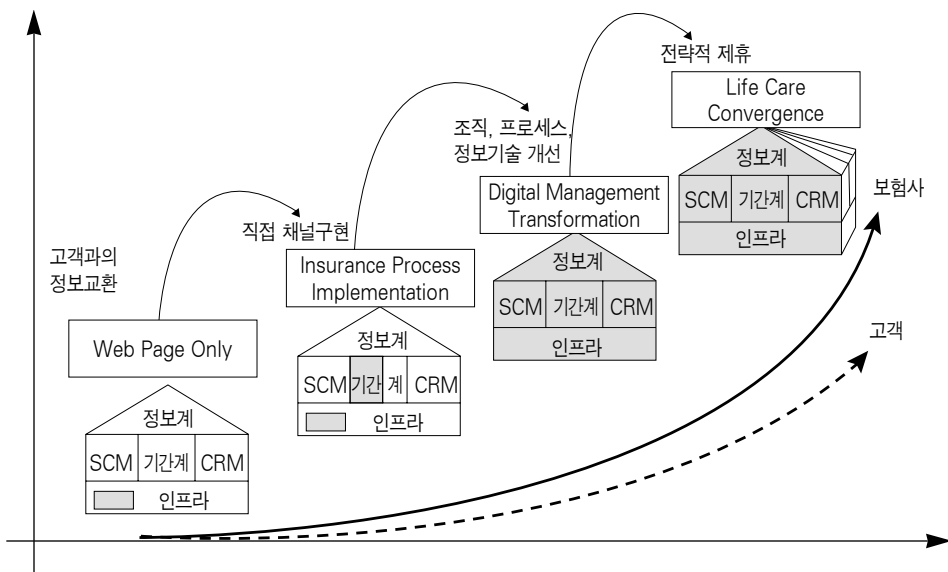 전략적 제휴
Life Care
Convergence
정보계
SCM 기간계 CRM
인프라
보험사
조직, 프로세스,
정보기술 개선
Digital Management
Transformation
정보계
SCM 기간계 CRM
인프라
직접 채널구현
Insurance Process
Implementation
정보계
SCM 기간 계 CRM
인프라
고객과의
정보교환
Web Page Only
정보계
SCM 기간계 CRM
인프라
고객